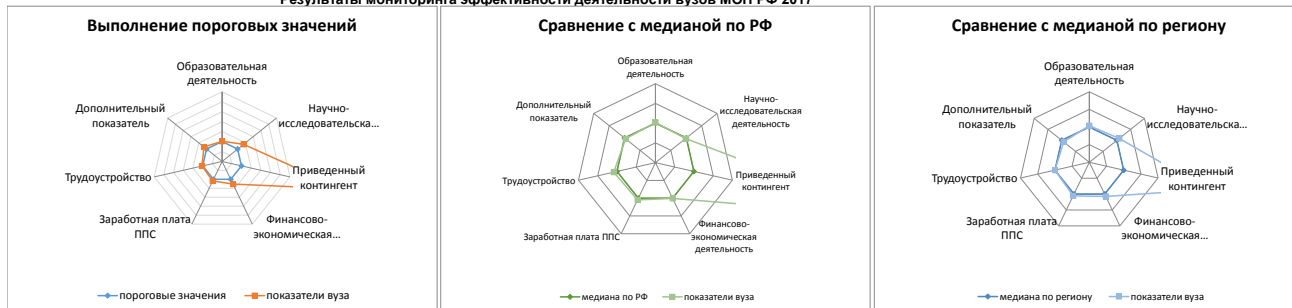 Результаты мониторинга эффективности деятельности вузов МОН РФ 2017
Выполнение пороговых значений
Образовательная
деятельность
Научно-
исследовательска...
Приведенный
контингент
Финансово-
экономическая...
Заработная плата
ППС
Трудоустройство
Дополнительный
показатель
пороговые значения
показатели вуза
Сравнение с медианой по РФ
Образовательная
деятельность
Научно-
исследовательская
деятельность
Приведенный
контингент
Финансово-
экономическая
деятельность
Заработная плата ППС
Трудоустройство
Дополнительный
показатель
медиана по РФ
показатели вуза
Сравнение с медианой по региону
Образовательная
деятельность
Научно-
исследовательска...
Приведенный
контингент
Финансово-
экономическая...
Заработная плата
ППС
Трудоустройство
Дополнительный
показатель
медиана по региону
показатели вуза